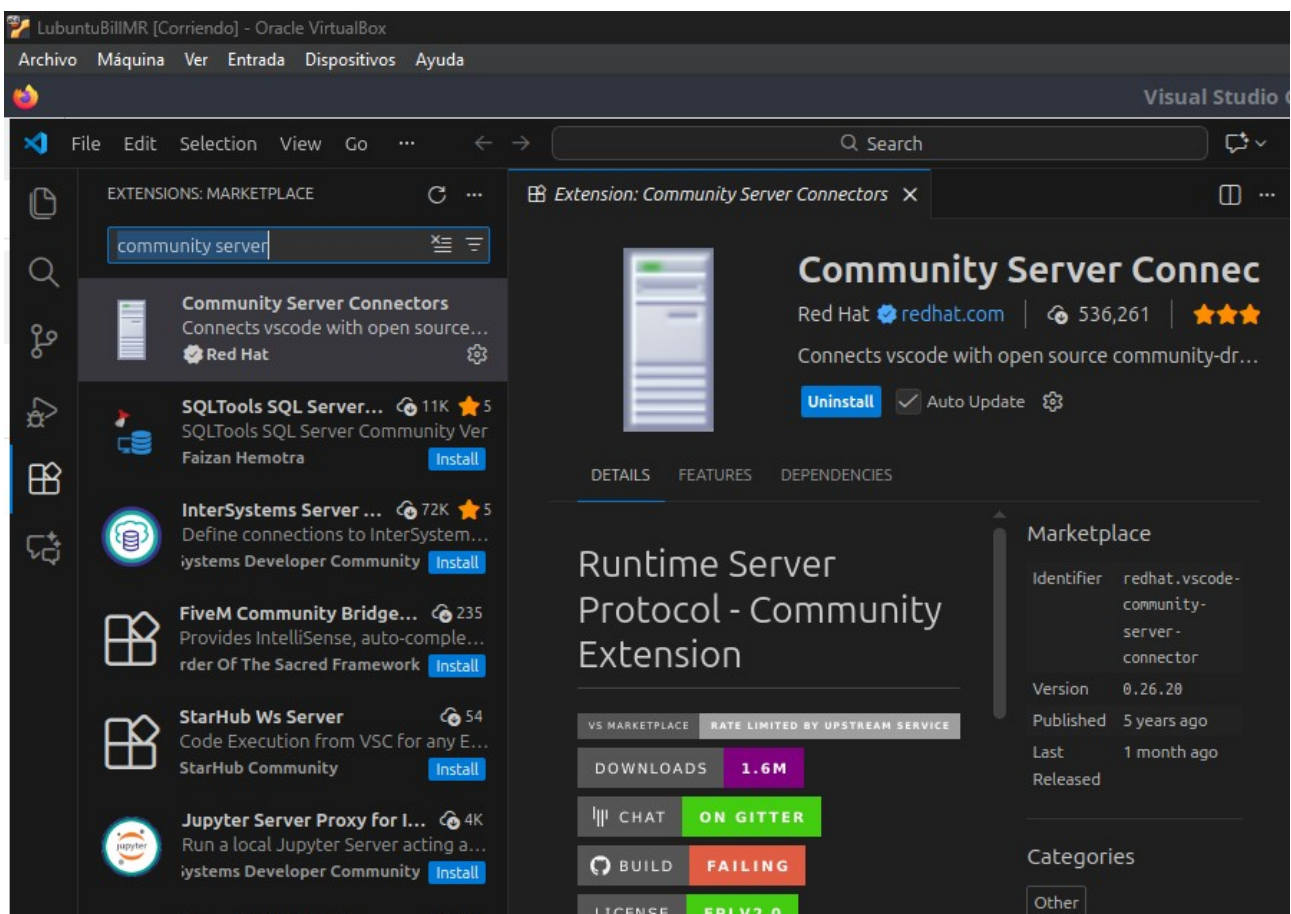 LubuntuBillMR [Corriendo] - Oracle VirtualBox
Archivo Máquina Ver Entrada Dispositivos Ayuda
Visual Studio
File Edit Selection View Go ··· ← → Search
EXTENSIONS: MARKETPLACE
community server
Community Server Connectors
Connects vscode with open source...
Red Hat
SQLTools SQL Server... 11K 5
SQLTools SQL Server Community Ver
Faizan Hemotra Install
InterSystems Server ... 72K 5
Define connections to InterSystem...
ystems Developer Community Install
FiveM Community Bridge... 235
Provides IntelliSense, auto-comple...
rder Of The Sacred Framework Install
StarHub Ws Server 54
Code Execution from VSC for any E...
StarHub Community Install
Jupyter Server Proxy for I... 4K
jupyter
Run a local Jupyter Server acting a...
ystems Developer Community Install
Extension: Community Server Connectors
Community Server Connec
Red Hat redhat.com 536,261
Connects vscode with open source community-dr...
Uninstall Auto Update
DETAILS FEATURES DEPENDENCIES
Runtime Server
Protocol - Community
Extension
VS MARKETPLACE RATE LIMITED BY UPSTREAM SERVICE
DOWNLOADS 1.6M
CHAT ON GITTER
BUILD FAILING
LICENSE EPLV2.0
Marketplace
Identifier redhat.vscode-
community-
server-
connector
Version 0.26.20
Published 5 years ago
Last 1 month ago
Released
Categories
Other